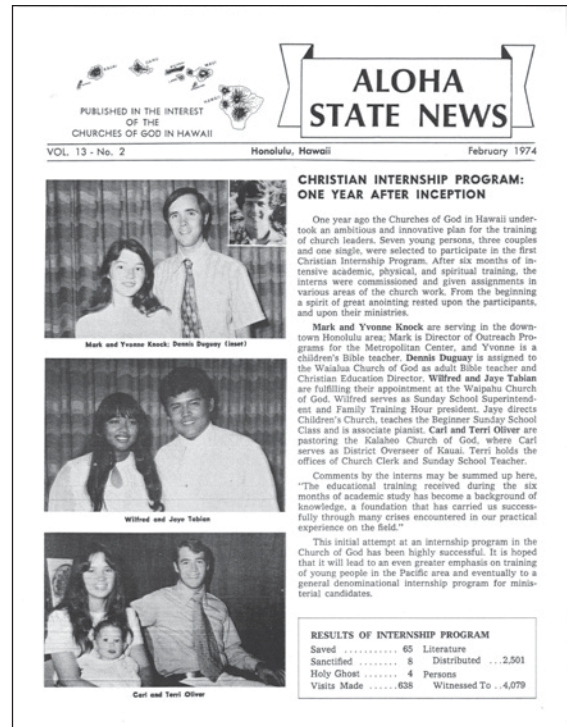 PUBLISHED IN THE INTEREST
OF THE
CHURCHES OF GOD IN HAWAII
ALOHA
STATE NEWS
VOL. 13 - No. 2
Honolulu, Hawaii
February 1974
Mark and Yvonne Knock; Dennis Duguay (inset)
Wilfred and Jaye Tabian
Carl and Terri Oliver
CHRISTIAN INTERNSHIP PROGRAM:
ONE YEAR AFTER INCEPTION
One year ago the Churches of God in Hawaii under-
took an ambitious and innovative plan for the training
of church leaders. Seven young persons, three couples
and one single, were selected to participate in the first
Christian Internship Program. After six months of in-
tensive academic, physical, and spiritual training, the
interns were commissioned and given assignments in
various areas of the church work. From the beginning
a spirit of great anointing rested upon the participants,
and upon their ministries.
Mark and Yvonne Knock are serving in the down-
town Honolulu area; Mark is Director of Outreach Pro-
grams for the Metropolitan Center, and Yvonne is a
children's Bible teacher. Dennis Duguay is assigned to
the Waialua Church of God as adult Bible teacher and
Christian Education Director. Wilfred and Jaye Tabian
are fulfilling their appointment at the Waipahu Church
of God. Wilfred serves as Sunday School Superintend-
ent and Family Training Hour president. Jaye directs
Children's Church, teaches the Beginner Sunday School
Class and is associate pianist. Carl and Terri Oliver are
pastoring the Kalaheo Church of God, where Carl
serves as District Overseer of Kauai. Terri holds the
offices of Church Clerk and Sunday School Teacher.
Comments by the interns may be summed up here,
"The educational training received during the six
months of academic study has become a background of
knowledge, a foundation that has carried us success-
fully through many crises encountered in our practical
experience on the field."
This initial attempt at an internship program in the
Church of God has been highly successful. It is hoped
that it will lead to an even greater emphasis on training
of young people in the Pacific area and eventually to a
general denominational internship program for minis-
terial candidates.
RESULTS OF INTERNSHIP PROGRAM
Saved ........... 65
Sanctified ........ 8
Holy Ghost ....... 4
Visits Made ......638
Literature
Distributed ...2,501
Persons
Witnessed To ..4,079